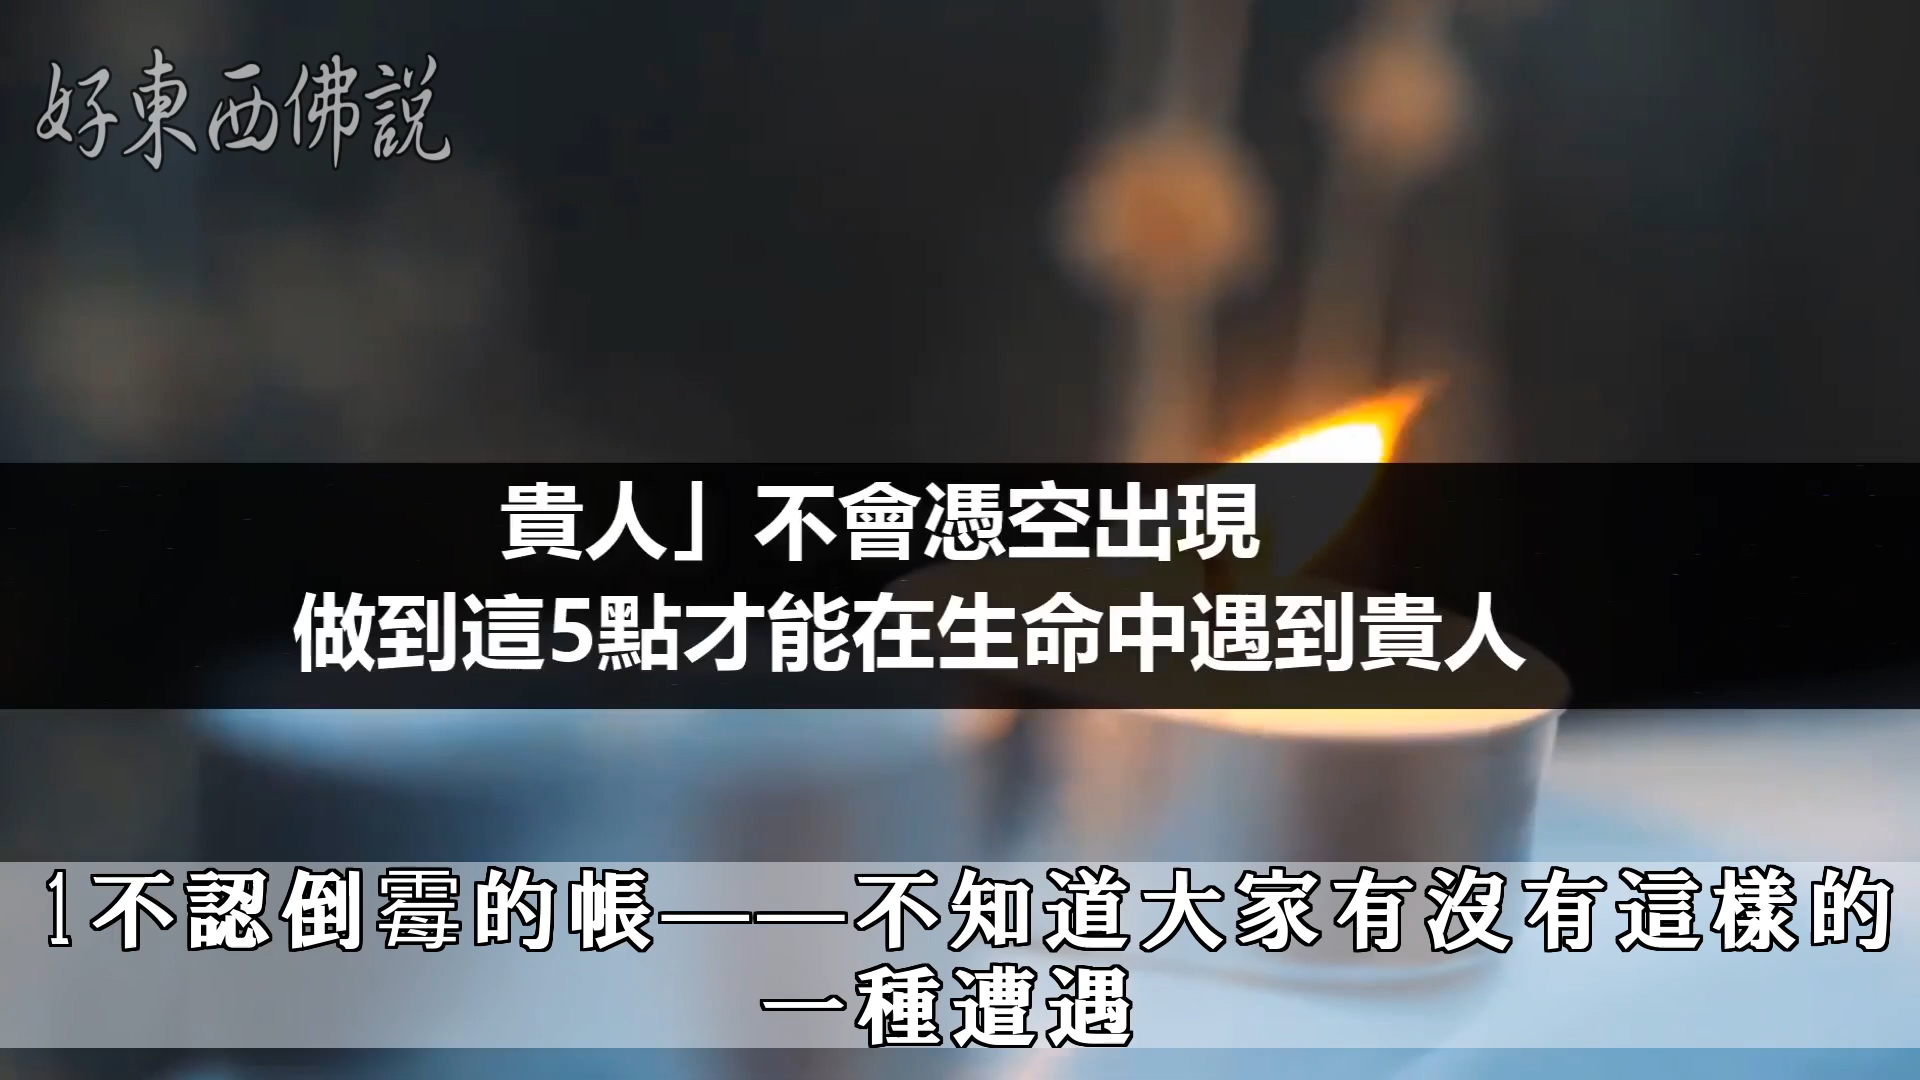 好東西佛説
貴人」不會憑空出現
做到這5點才能在生命中遇到貴人
1不認倒霉的帳——不知道大家有沒有這樣的
一種遭遇